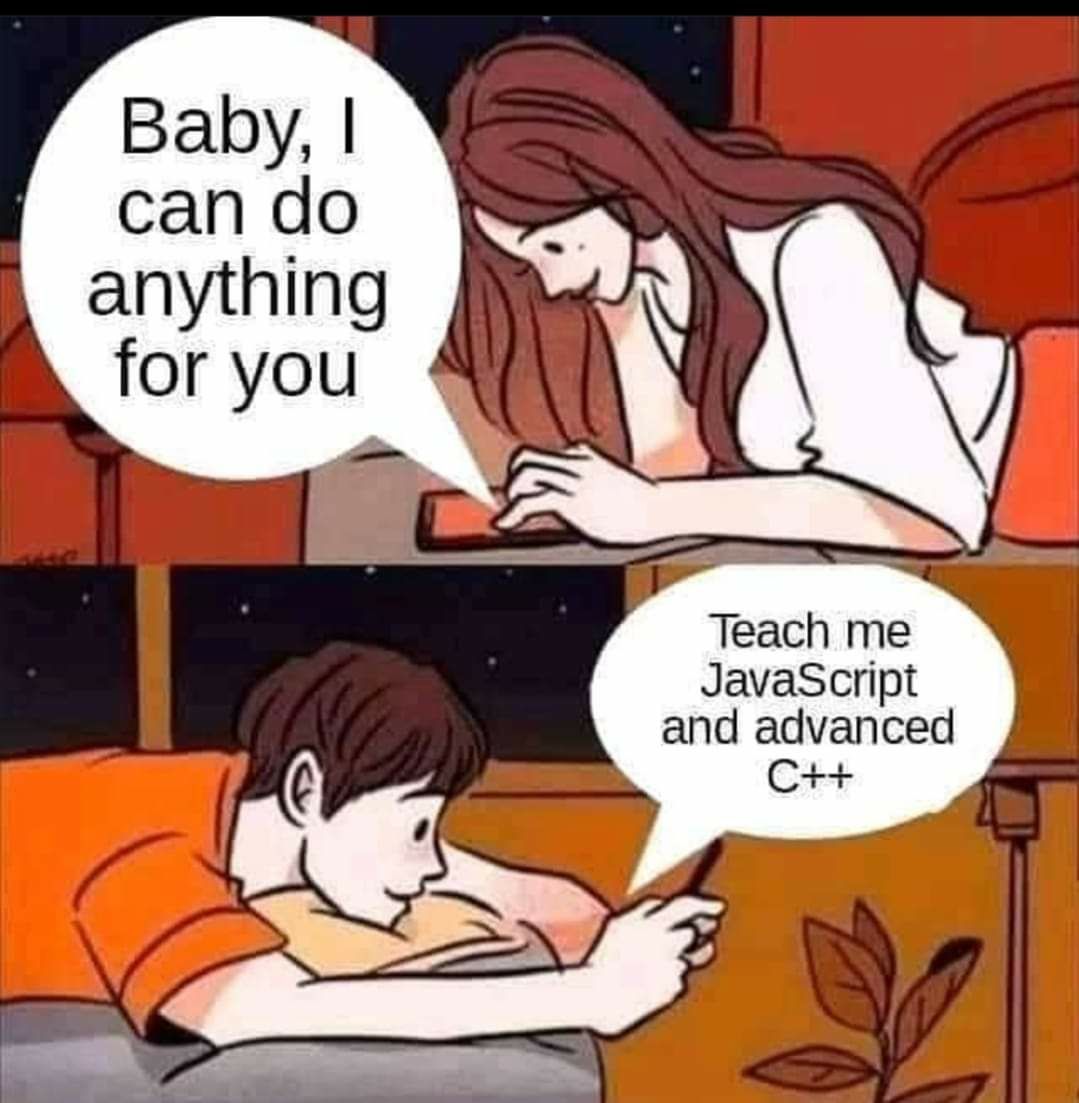 Baby, I
can do
anything
for you
Teach me
JavaScript
and advanced
C++